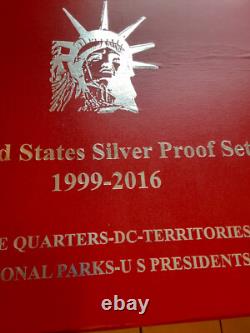 d States Silver Proof Set
1999-2016
E QUARTERS-DC-TERRITORIES
ONAL PARKS-U S PRESIDENTS
ebay